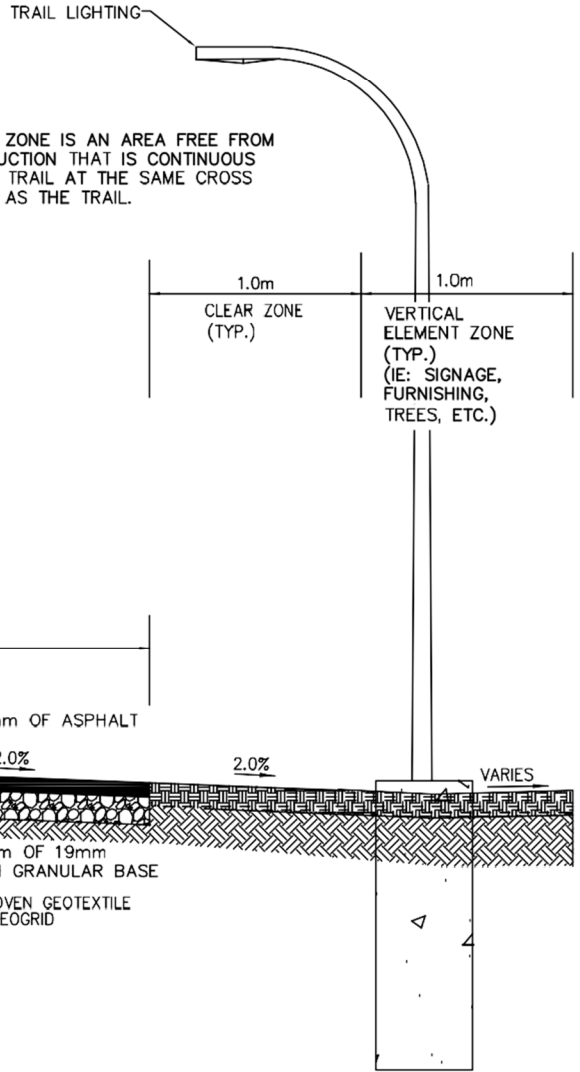 TRAIL LIGHTING
ZONE IS AN AREA FREE FROM
UCTION THAT IS CONTINUOUS
TRAIL AT THE SAME CROSS
AS THE TRAIL.
1.0m
1.0m
CLEAR ZONE
(TYP.)
VERTICAL
ELEMENT ZONE
(TYP.)
(IE: SIGNAGE,
FURNISHING,
TREES, ETC.)
m OF ASPHALT
2.0%
2.0%
VARIES
m OF 19mm
GRANULAR BASE
OVEN GEOTEXTILE
EOGRID